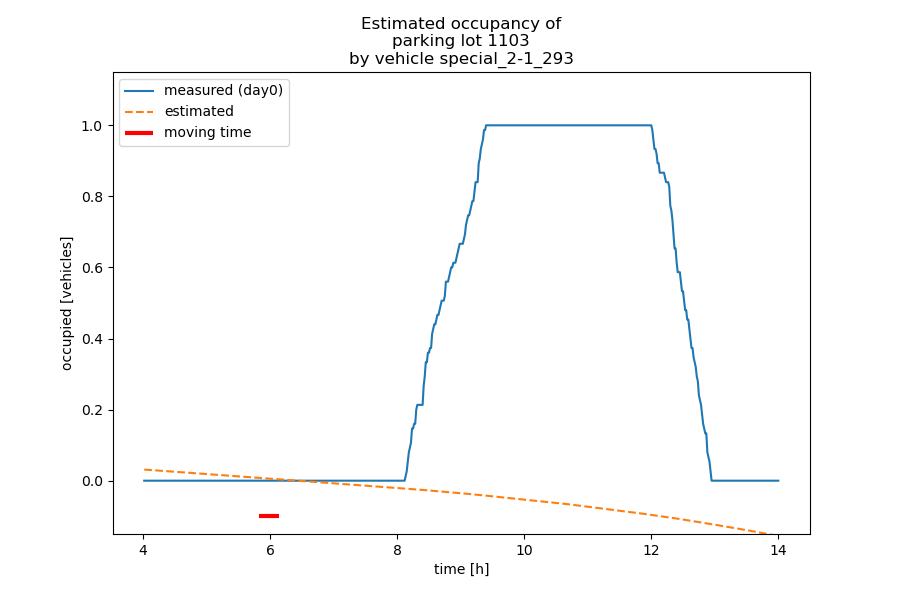 Estimated occupancy of
parking lot 1103
by vehicle special_2-1_293
measured (day0)
estimated
moving time
1.0
0.8
0.6
0.4
0.2
0.0
occupied [vehicles]
4
6
8
10
12
14
time [h]